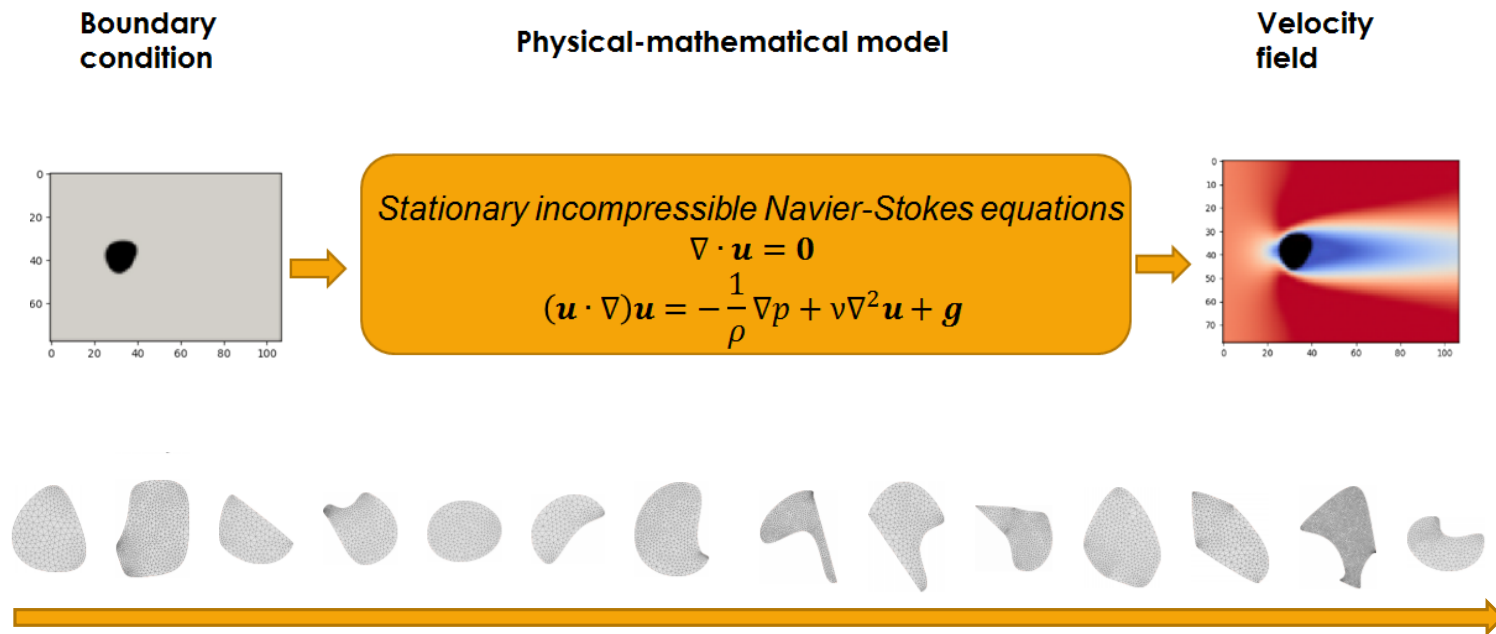 Boundary
condition
Physical-mathematical model
Velocity
field
Stationary incompressible Navier-Stokes equations
∇ · u = 0
(u · ∇)u = −1/ρ ∇p + ν∇²u + g
0
20
40
60
0 20 40 60 80 100
0
10
20
30
40
50
60
70
0 20 40 60 80 100